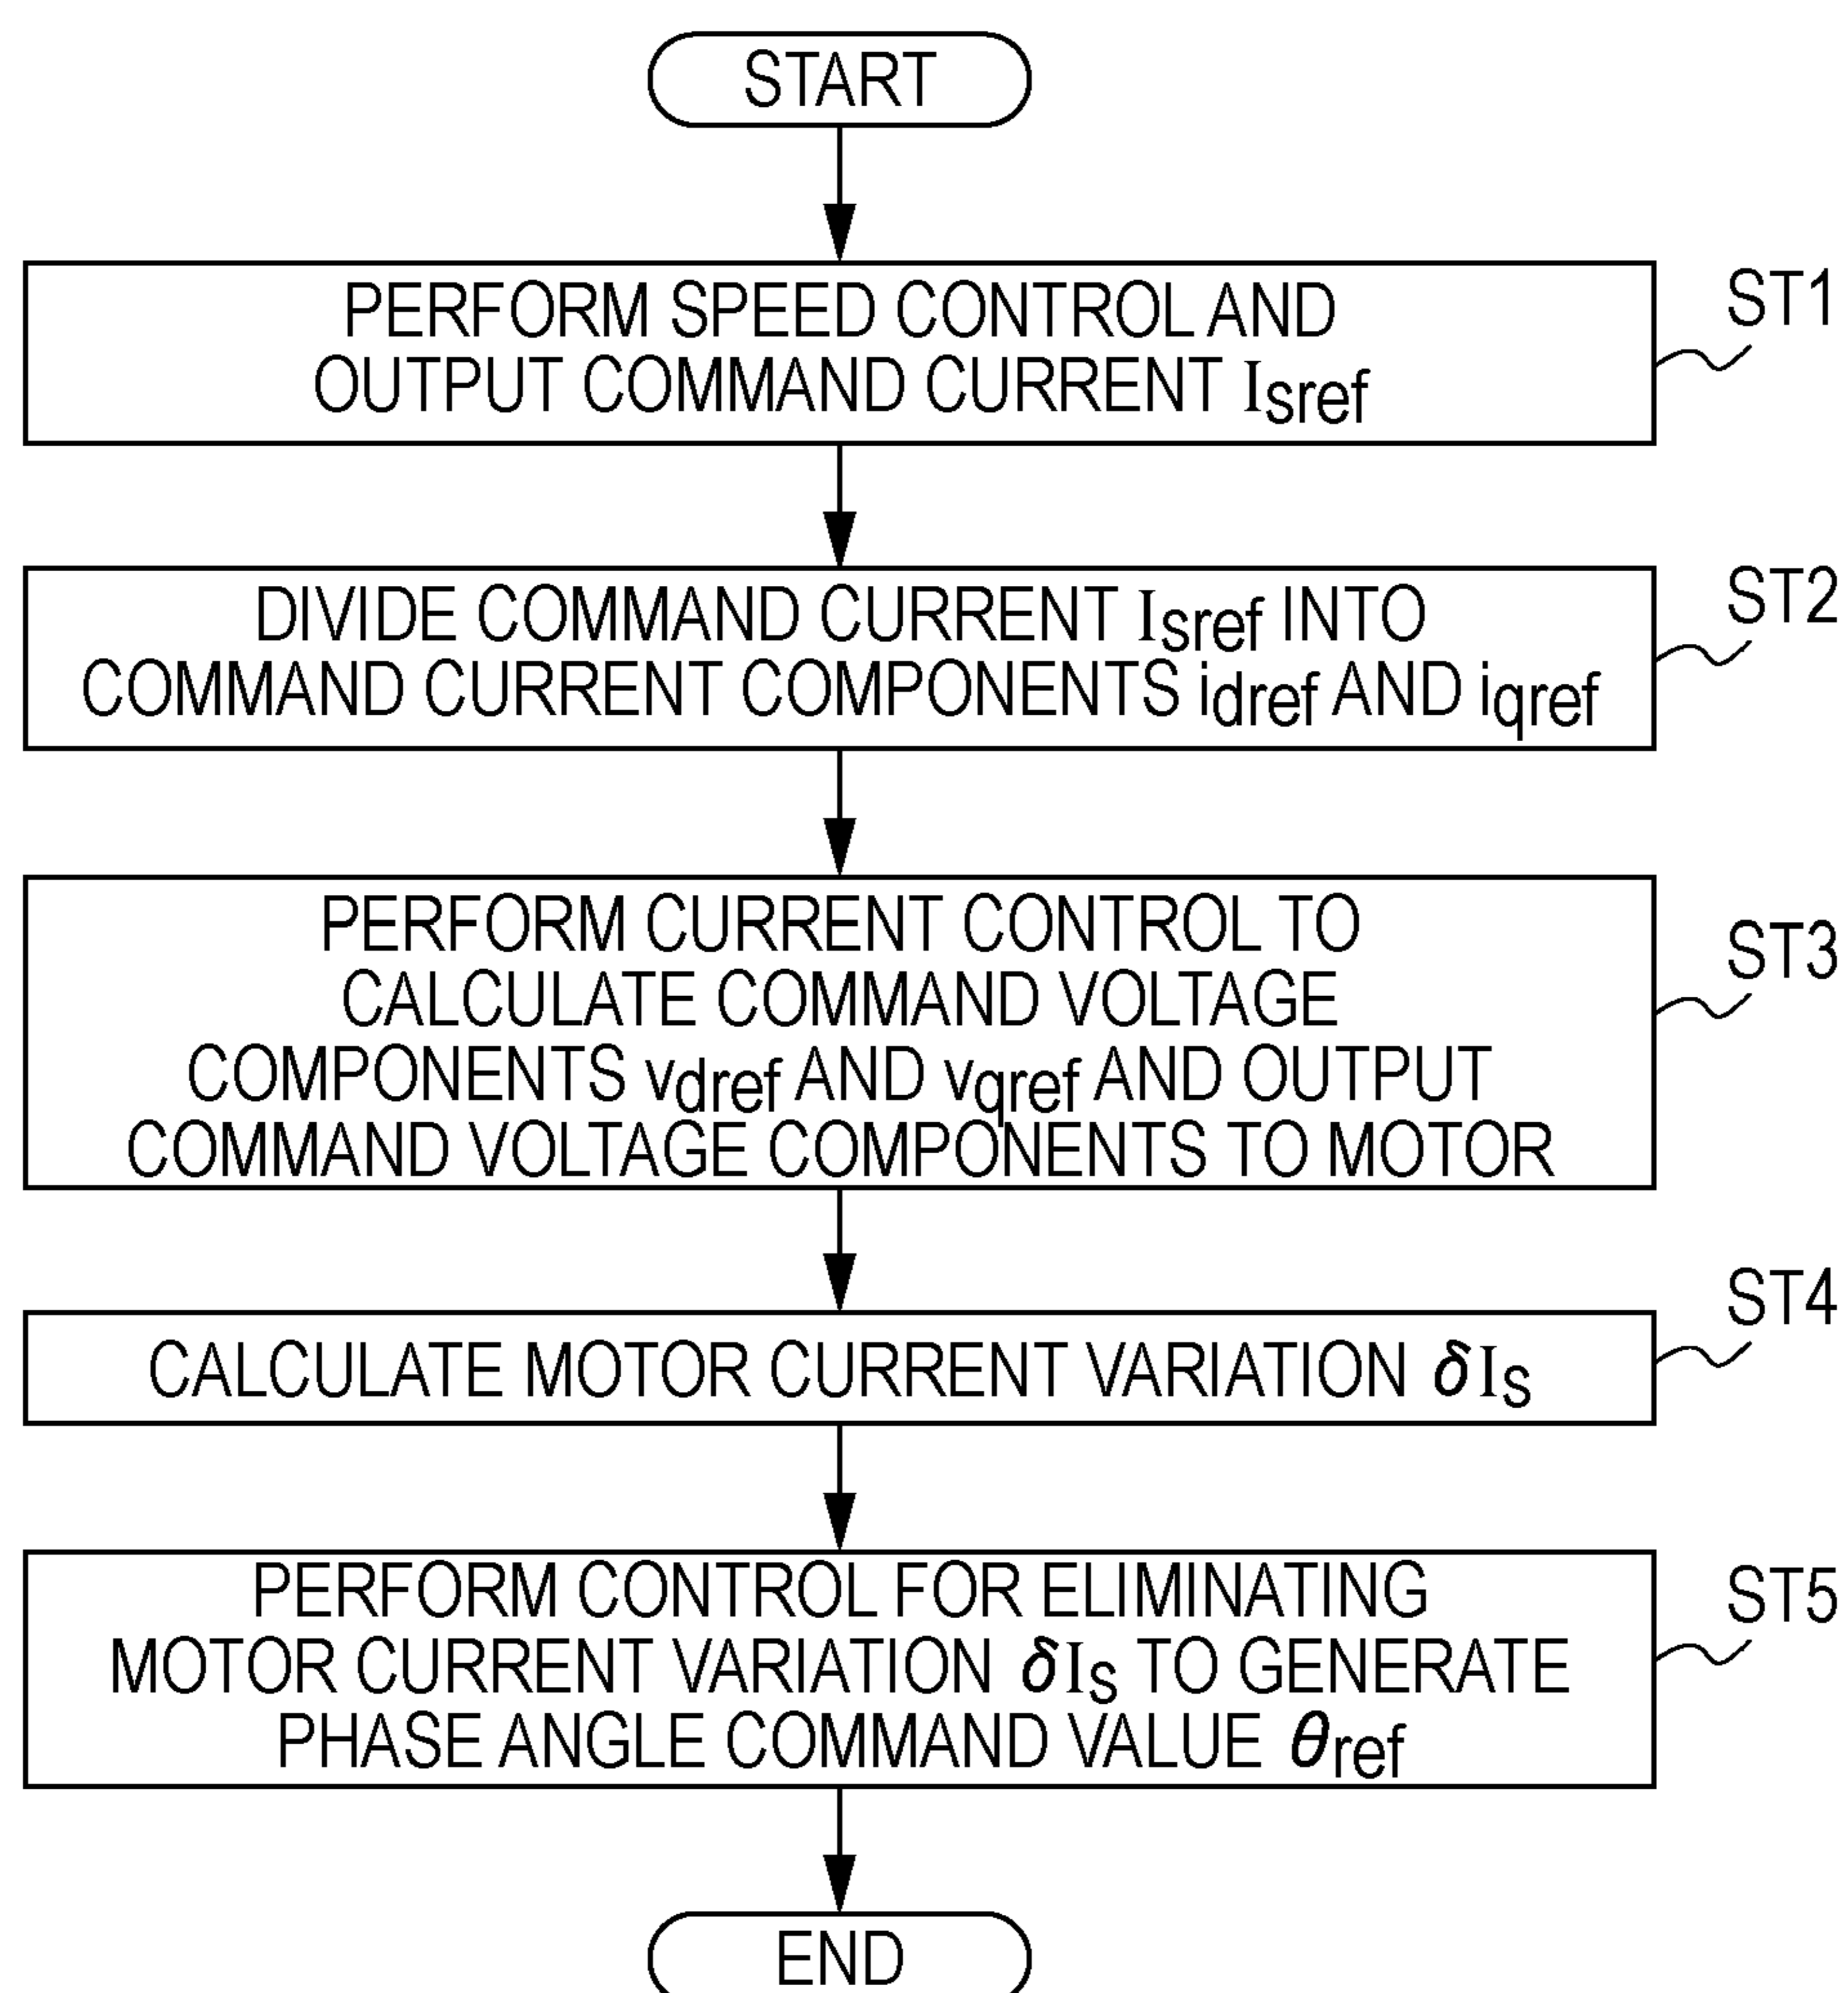 START
PERFORM SPEED CONTROL AND
OUTPUT COMMAND CURRENT Isref
ST1
DIVIDE COMMAND CURRENT Isref INTO
COMMAND CURRENT COMPONENTS idref AND iqref
ST2
PERFORM CURRENT CONTROL TO
CALCULATE COMMAND VOLTAGE
COMPONENTS vdref AND vqref AND OUTPUT
COMMAND VOLTAGE COMPONENTS TO MOTOR
ST3
CALCULATE MOTOR CURRENT VARIATION δIs
ST4
PERFORM CONTROL FOR ELIMINATING
MOTOR CURRENT VARIATION δIs TO GENERATE
PHASE ANGLE COMMAND VALUE θref
ST5
END